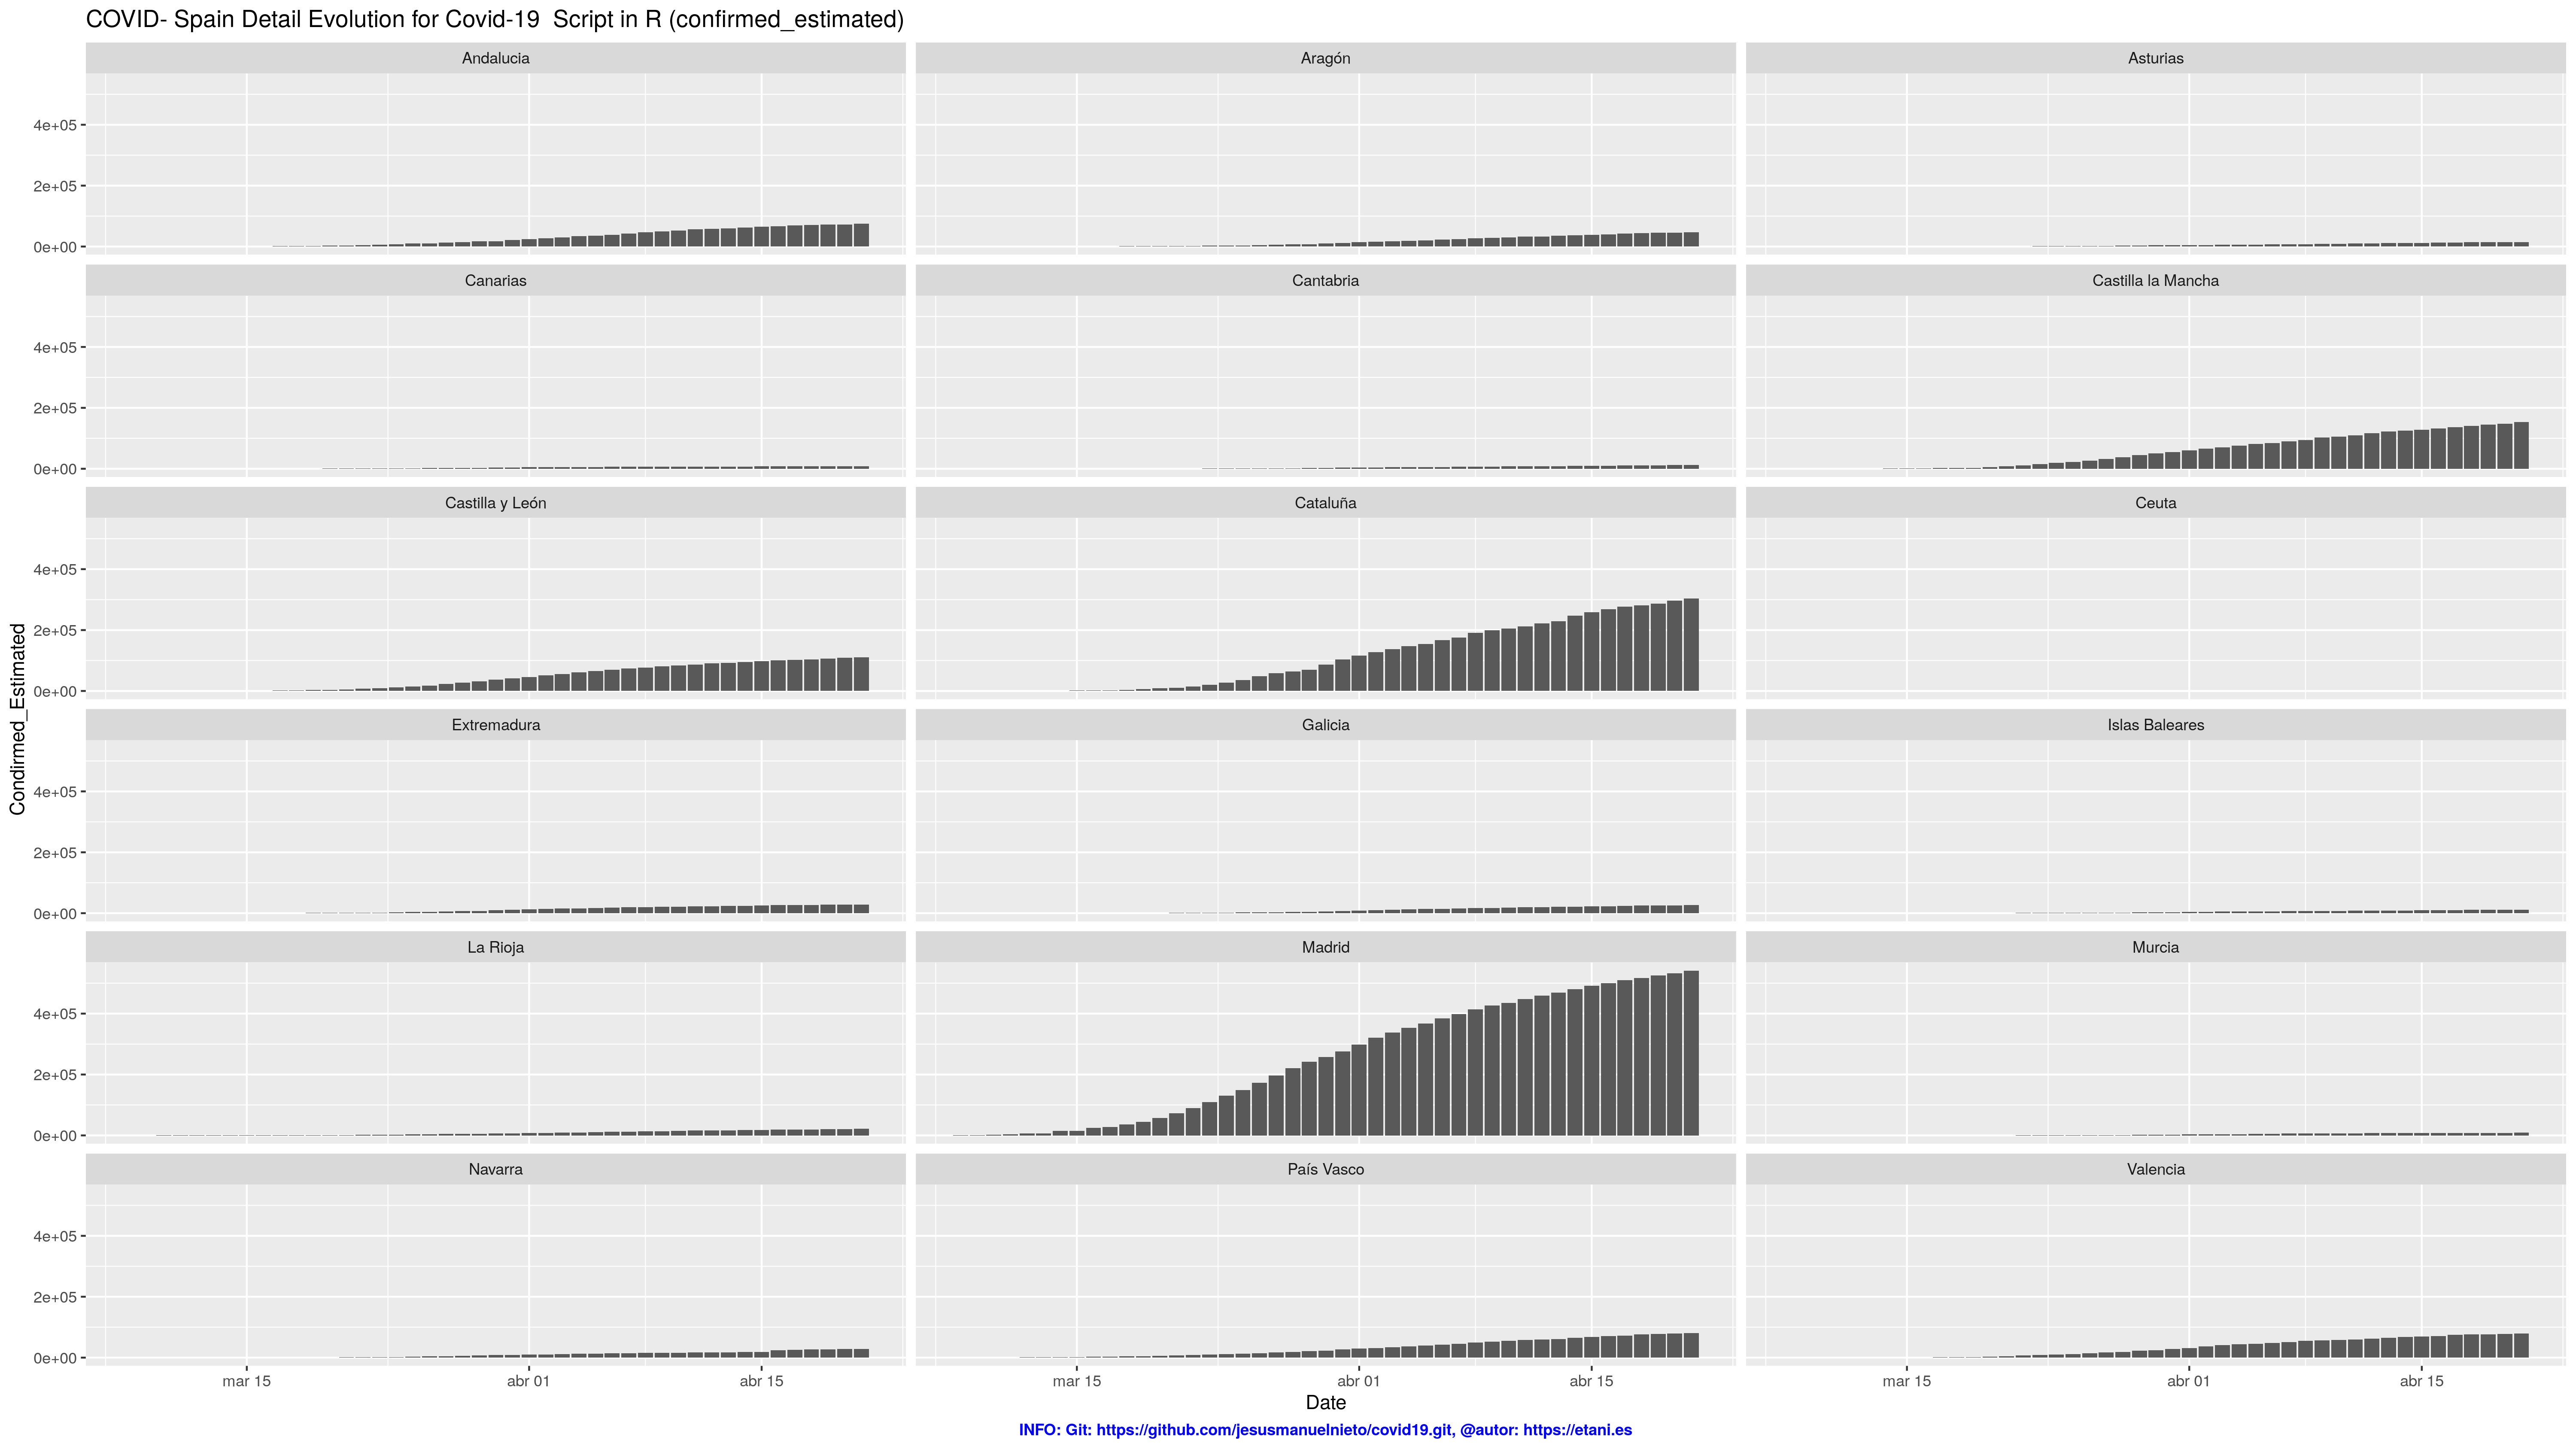 COVID- Spain Detail Evolution for Covid-19  Script in R (confirmed_estimated)
Andalucia
Aragón
Asturias
4e+05
2e+05
0e+00
Canarias
Cantabria
Castilla la Mancha
4e+05
2e+05
0e+00
Castilla y León
Cataluña
Ceuta
4e+05
2e+05
0e+00
Condirmed_Estimated
Extremadura
Galicia
Islas Baleares
4e+05
2e+05
0e+00
La Rioja
Madrid
Murcia
4e+05
2e+05
0e+00
Navarra
País Vasco
Valencia
4e+05
2e+05
0e+00
mar 15
abr 01
abr 15
mar 15
abr 01
abr 15
mar 15
abr 01
abr 15
Date
INFO: Git: https://github.com/jesusmanuelnieto/covid19.git, @autor: https://etani.es